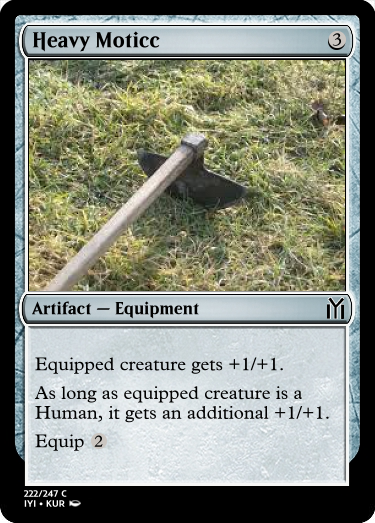 Heavy Moticc 3
Artifact — Equipment
Equipped creature gets +1/+1.
As long as equipped creature is a
Human, it gets an additional +1/+1.
Equip 2
222/247 C
IYI • KUR